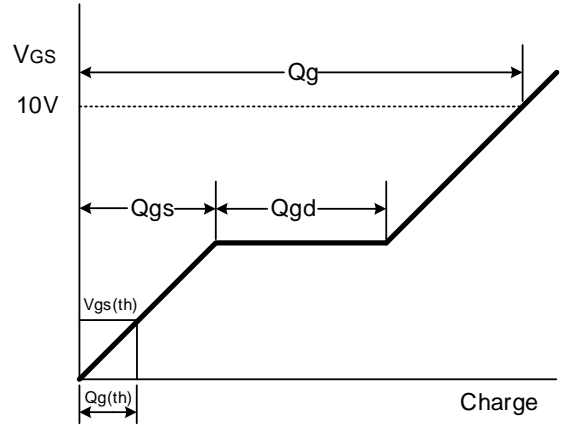 VGS
Qg
10V
Qgs
Qgd
Vgs(th)
Qg(th)
Charge